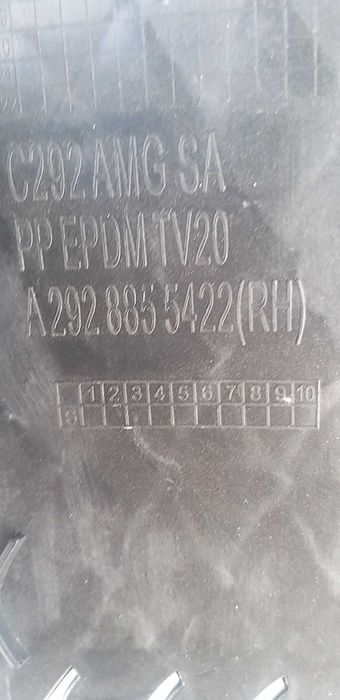 C292 AMG SA
PP EPDM TV20
A 292 885 5422(RH)
1 2 3 4 5 6 7 8 9 10